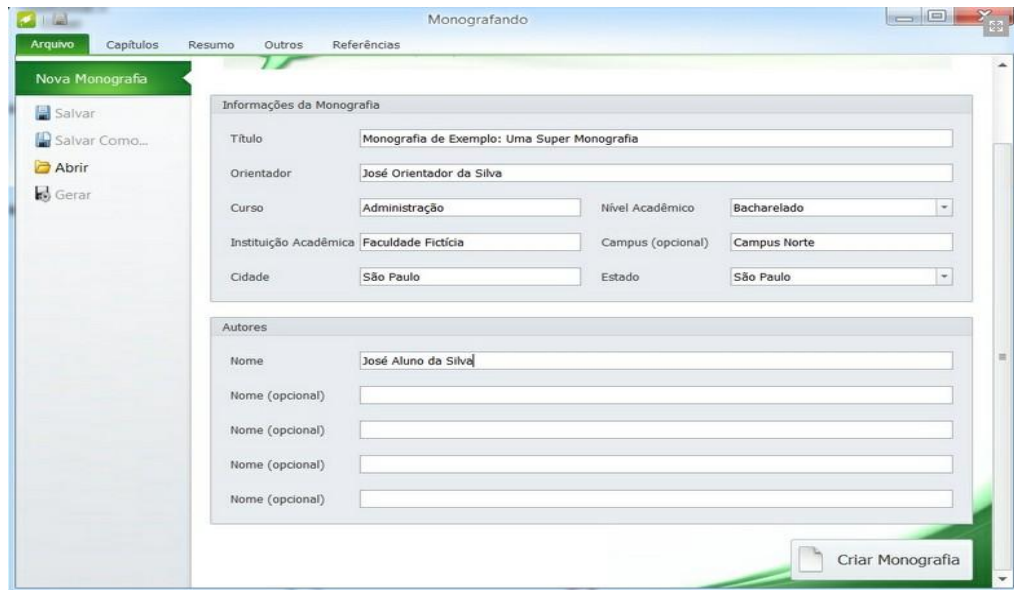 Monografando
Arquivo Capítulos Resumo Outros Referências
Nova Monografia
Salvar
Salvar Como...
Abrir
Gerar
Informações da Monografia
Título Monografia de Exemplo: Uma Super Monografia
Orientador José Orientador da Silva
Curso Administração Nível Acadêmico Bacharelado
Instituição Acadêmica Faculdade Fictícia Campus (opcional) Campus Norte
Cidade São Paulo Estado São Paulo
Autores
Nome José Aluno da Silva
Nome (opcional)
Nome (opcional)
Nome (opcional)
Nome (opcional)
Criar Monografia